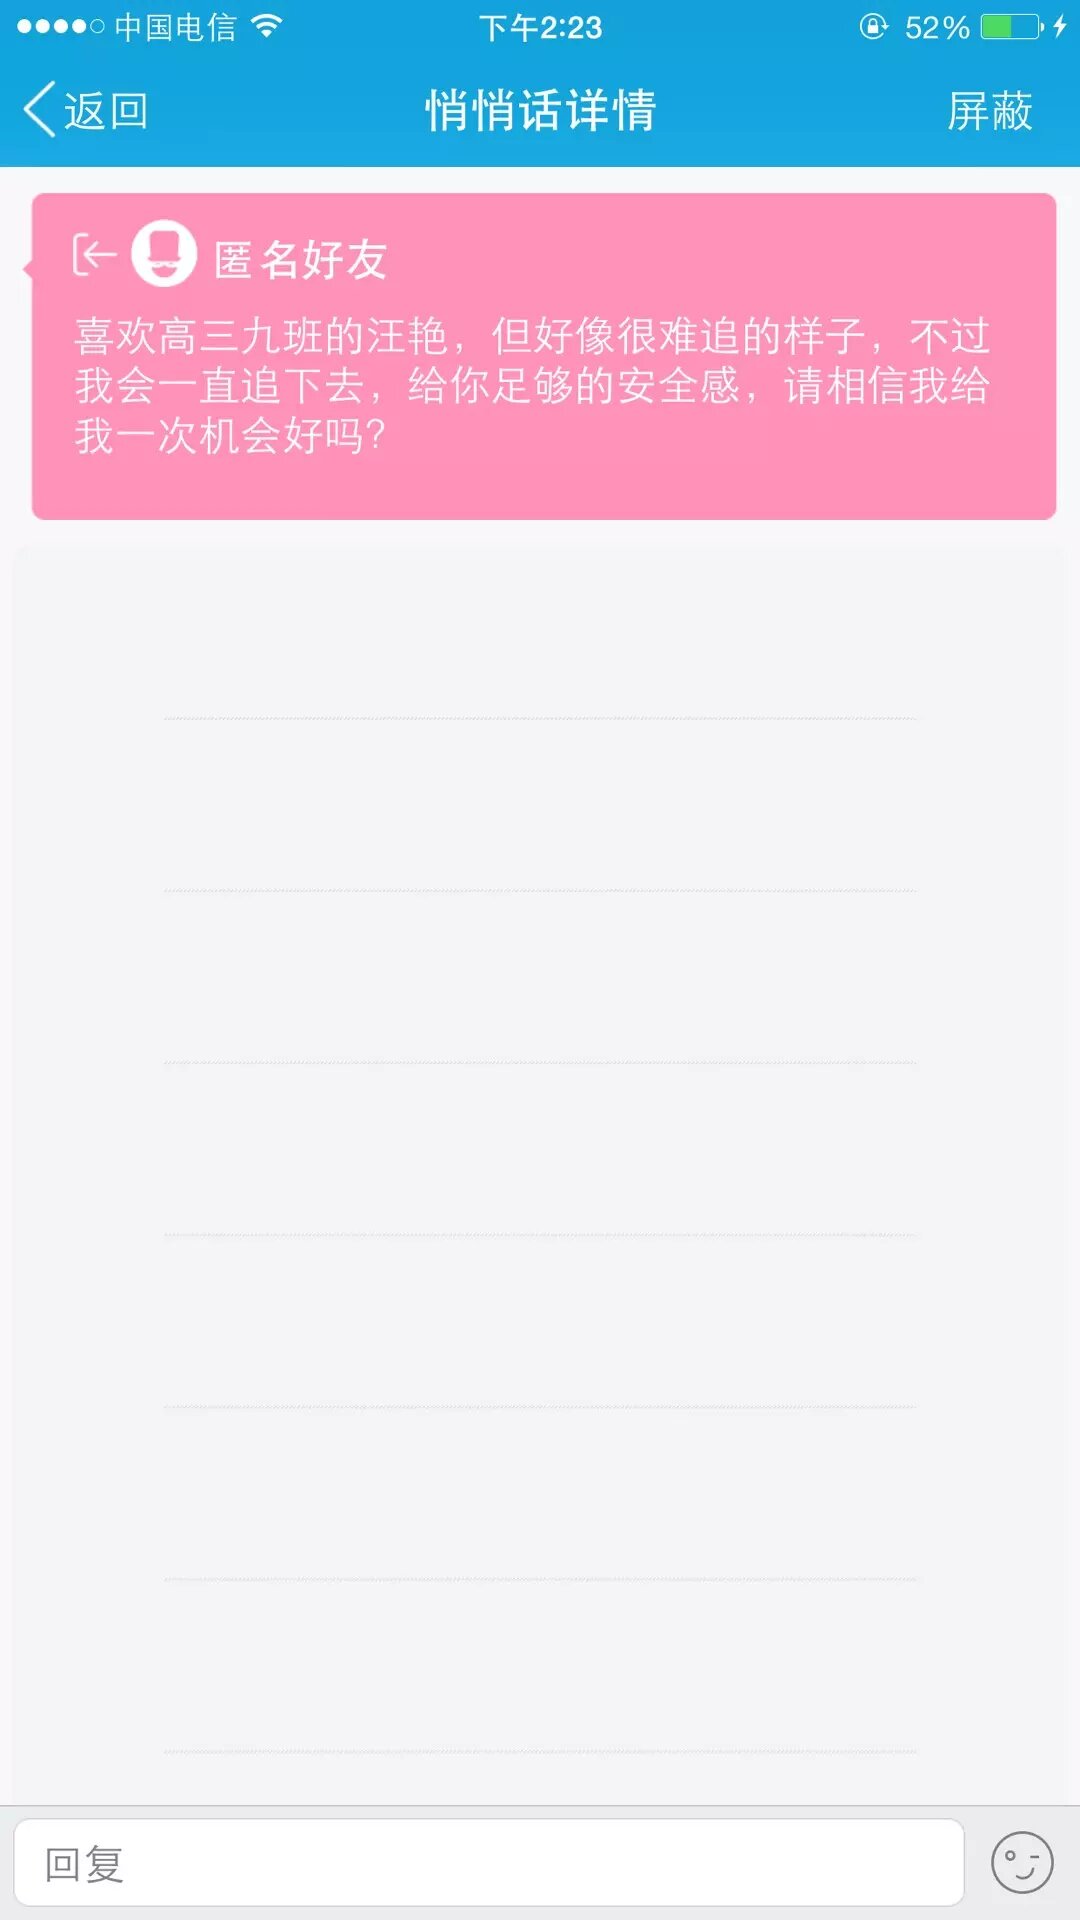 中国电信 下午2:23 52%
返回 悄悄话详情 屏蔽
匿名好友
喜欢高三九班的汪艳，但好像很难追的样子，不过
我会一直追下去，给你足够的安全感，请相信我给
我一次机会好吗？
回复